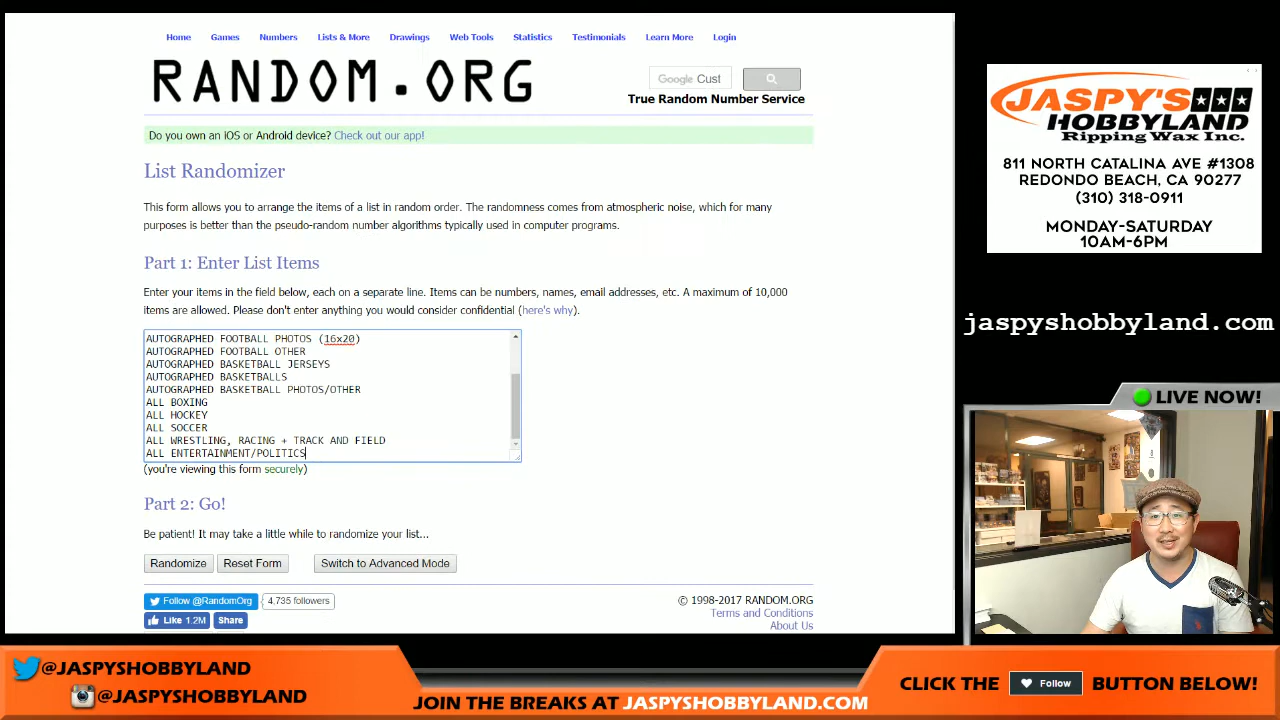 Home Games Numbers Lists & More Drawings Web Tools Statistics Testimonials Learn More Login
RANDOM.ORG
Google Cust
True Random Number Service
Do you own an iOS or Android device? Check out our app!
List Randomizer
This form allows you to arrange the items of a list in random order. The randomness comes from atmospheric noise, which for many
purposes is better than the pseudo-random number algorithms typically used in computer programs.
Part 1: Enter List Items
Enter your items in the field below, each on a separate line. Items can be numbers, names, email addresses, etc. A maximum of 10,000
items are allowed. Please don't enter anything you would consider confidential (here's why).
AUTOGRAPHED FOOTBALL PHOTOS (16x20)
AUTOGRAPHED FOOTBALL OTHER
AUTOGRAPHED BASKETBALL JERSEYS
AUTOGRAPHED BASKETBALLS
AUTOGRAPHED BASKETBALL PHOTOS/OTHER
ALL BOXING
ALL HOCKEY
ALL SOCCER
ALL WRESTLING, RACING + TRACK AND FIELD
ALL ENTERTAINMENT/POLITICS
(you're viewing this form securely)
Part 2: Go!
Be patient! It may take a little while to randomize your list...
Randomize Reset Form Switch to Advanced Mode
Follow @RandomOrg 4,735 followers
Like 1.2M Share
© 1998-2017 RANDOM.ORG
Terms and Conditions
About Us
JASPY'S
HOBBYLAND
Ripping Wax Inc.
811 NORTH CATALINA AVE #1308
REDONDO BEACH, CA 90277
(310) 318-0911
MONDAY-SATURDAY
10AM-6PM
jaspyshobbyland.com
LIVE NOW!
@JASPYSHOBBYLAND
@JASPYSHOBBYLAND
JOIN THE BREAKS AT JASPYSHOBBYLAND.COM
CLICK THE Follow BUTTON BELOW!